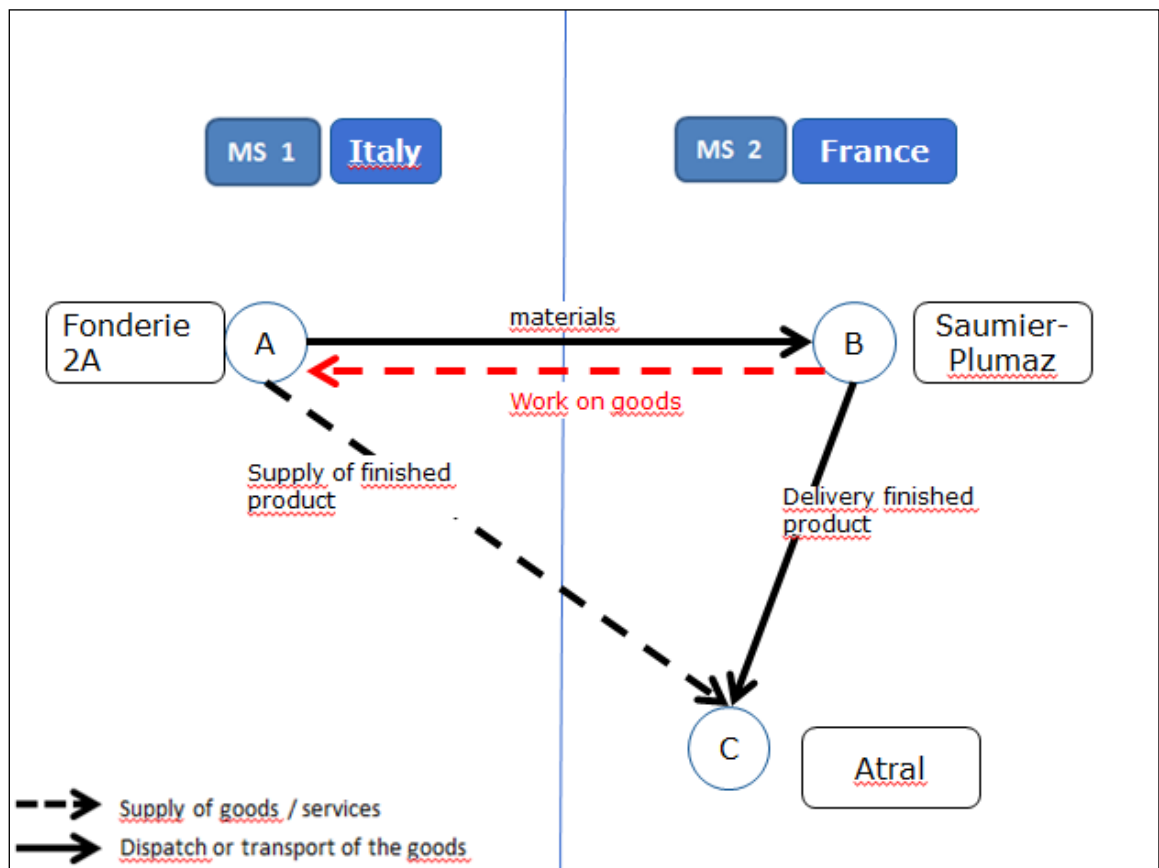 MS 1
Italy
MS 2
France
Fonderie
2A
A
materials
B
Saumier-
Plumaz
Work on goods
Supply of finished
product
Delivery finished
product
C
Atral
Supply of goods / services
Dispatch or transport of the goods